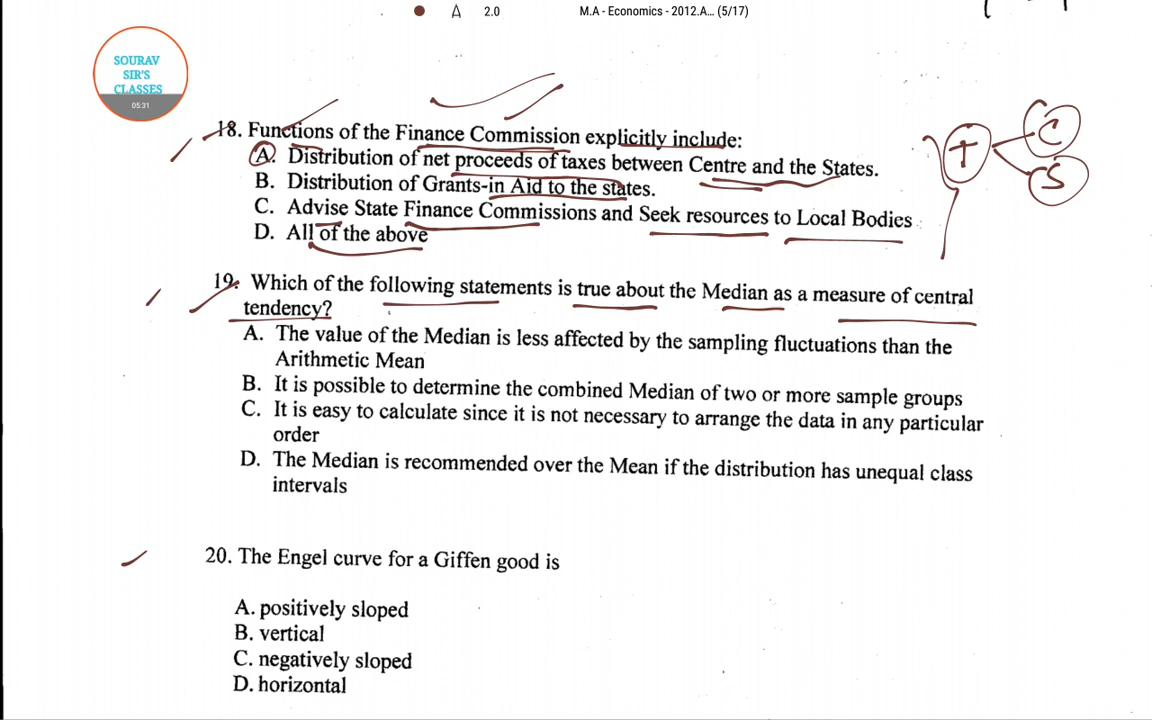 2.0 M.A - Economics - 2012.A... (5/17)
SOURAV
SIR'S
CLASSES
05:31
18. Functions of the Finance Commission explicitly include:
A. Distribution of net proceeds of taxes between Centre and the States.
B. Distribution of Grants-in Aid to the states.
C. Advise State Finance Commissions and Seek resources to Local Bodies
D. All of the above
T
C
S
19. Which of the following statements is true about the Median as a measure of central
tendency?
A. The value of the Median is less affected by the sampling fluctuations than the
Arithmetic Mean
B. It is possible to determine the combined Median of two or more sample groups
C. It is easy to calculate since it is not necessary to arrange the data in any particular
order
D. The Median is recommended over the Mean if the distribution has unequal class
intervals
20. The Engel curve for a Giffen good is
A. positively sloped
B. vertical
C. negatively sloped
D. horizontal